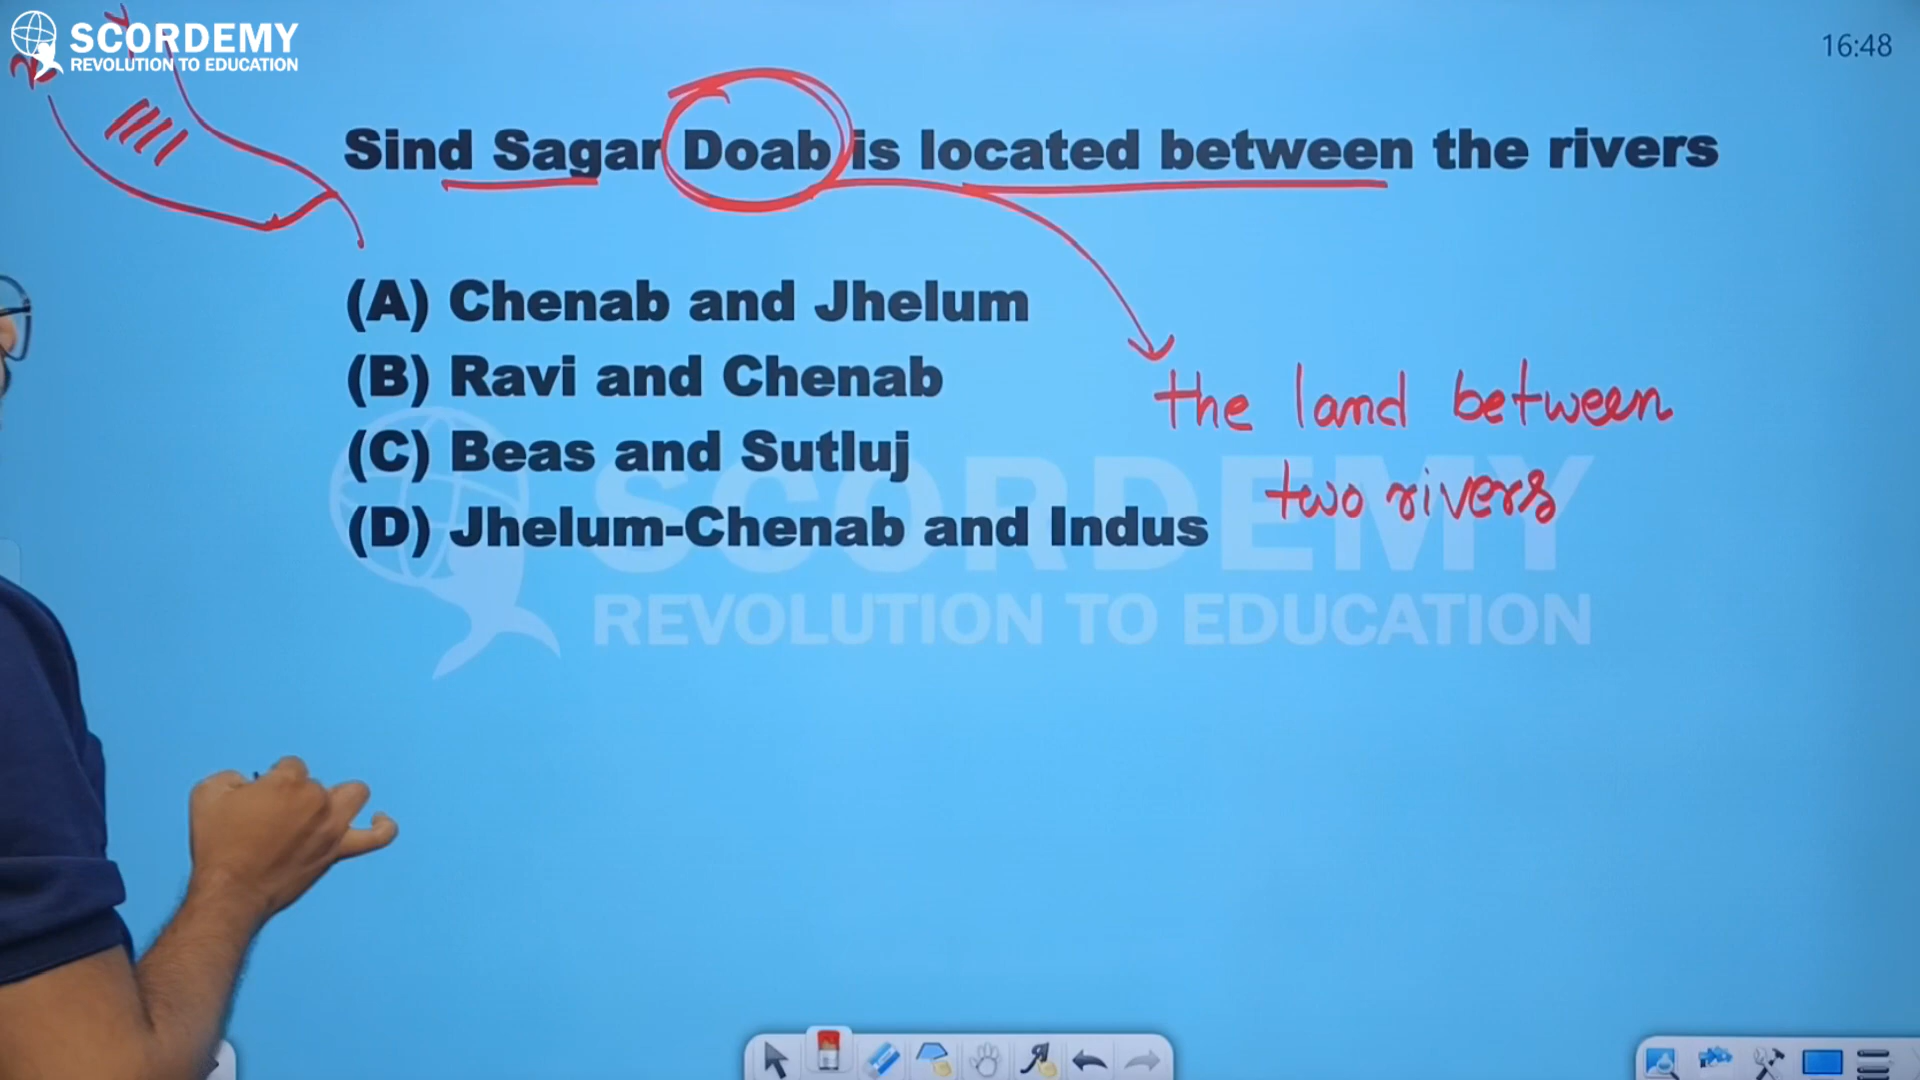 SCORDEMY
REVOLUTION TO EDUCATION
16:48
Sind Sagar Doab is located between the rivers
(A) Chenab and Jhelum
(B) Ravi and Chenab
(C) Beas and Sutluj
(D) Jhelum-Chenab and Indus
the land between
two rivers
SCORDEMY
REVOLUTION TO EDUCATION